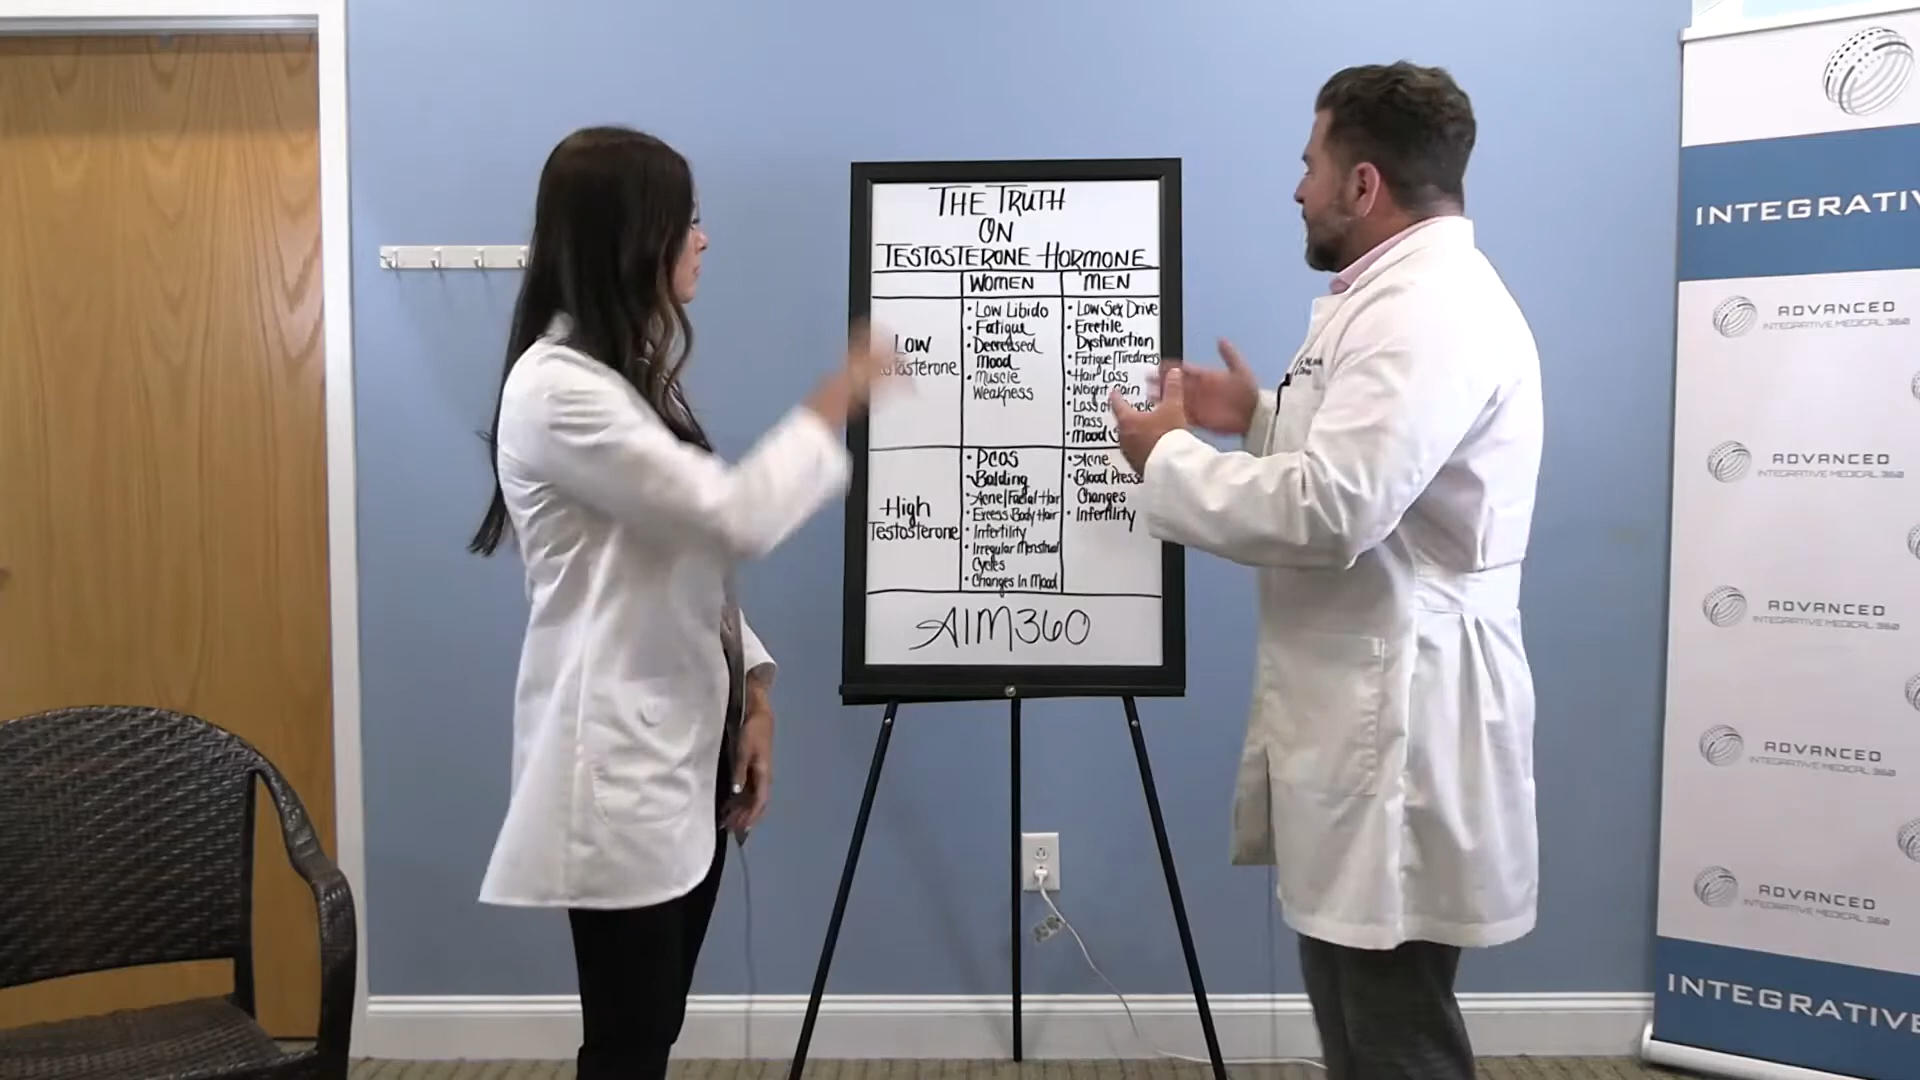 THE TRUTH
ON
TESTOSTERONE HORMONE
WOMEN
MEN
LOW
• Low Libido
• Fatigue
• Decreased
Mood
• Muscle
Weakness
• Low Sex Drive
• Erectile
Dysfunction
• Fatigue/Tiredness
• Hair Loss
• Weight Gain
• Loss of
Mass
• Mood
High
Testosterone
• PCOS
• Balding
• Acne/Facial Hair
• Excess Body Hair
• Infertility
• Irregular Menstrual
Cycles
• Changes In Mood
• Acne
• Blood
Changes
• Infertility
AIM360
ADVANCED
INTEGRATIVE MEDICAL 360
ADVANCED
INTEGRATIVE MEDICAL 360
ADVANCED
INTEGRATIVE MEDICAL 360
ADVANCED
INTEGRATIVE MEDICAL 360
ADVANCED
INTEGRATIVE MEDICAL 360